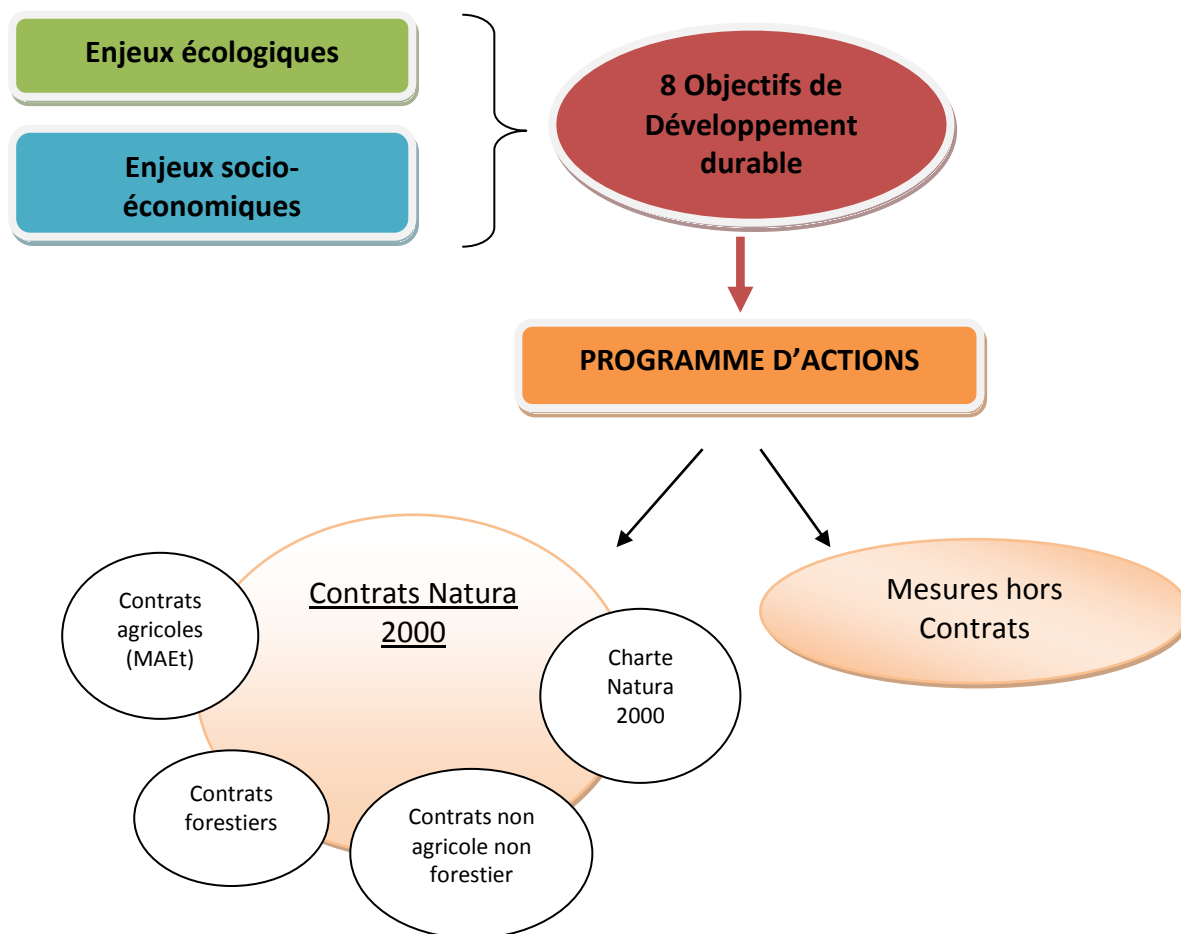 Enjeux écologiques
Enjeux socio-
économiques
8 Objectifs de
Développement
durable
PROGRAMME D’ACTIONS
Contrats Natura
2000
Contrats
agricoles
(MAEt)
Charte
Natura
2000
Contrats
forestiers
Contrats non
agricole non
forestier
Mesures hors
Contrats